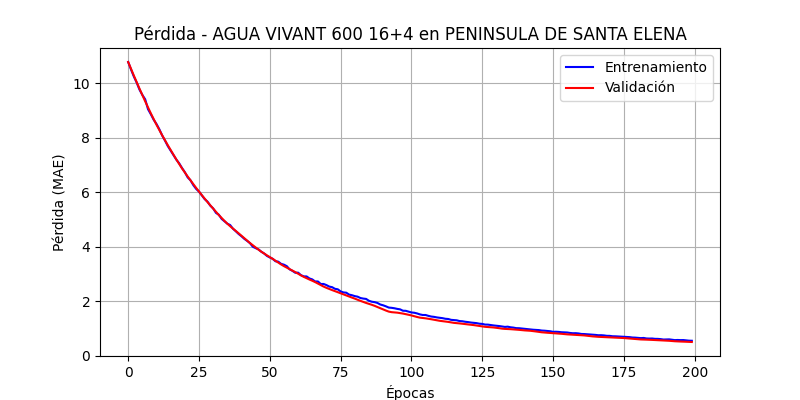 Pérdida - AGUA VIVANT 600 16+4 en PENINSULA DE SANTA ELENA
Entrenamiento
Validación
Pérdida (MAE)
10
8
6
4
2
0
0 25 50 75 100 125 150 175 200
Épocas